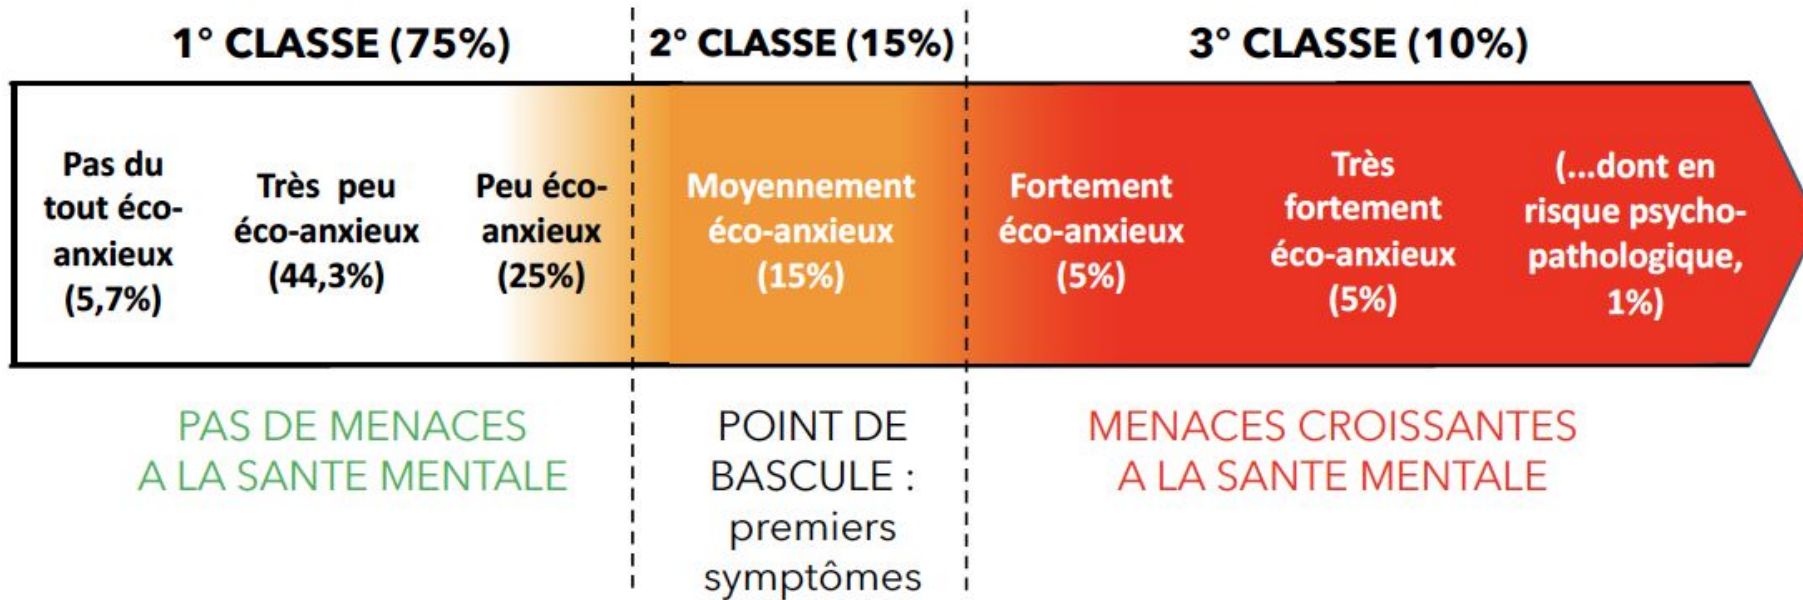 1° CLASSE (75%)
2° CLASSE (15%)
3° CLASSE (10%)
Pas du
tout éco-
anxieux
(5,7%)
Très peu
éco-anxieux
(44,3%)
Peu éco-
anxieux
(25%)
Moyennement
éco-anxieux
(15%)
Fortement
éco-anxieux
(5%)
Très
fortement
éco-anxieux
(5%)
(...dont en
risque psycho-
pathologique,
1%)
PAS DE MENACES
A LA SANTE MENTALE
POINT DE
BASCULE :
premiers
symptômes
MENACES CROISSANTES
A LA SANTE MENTALE